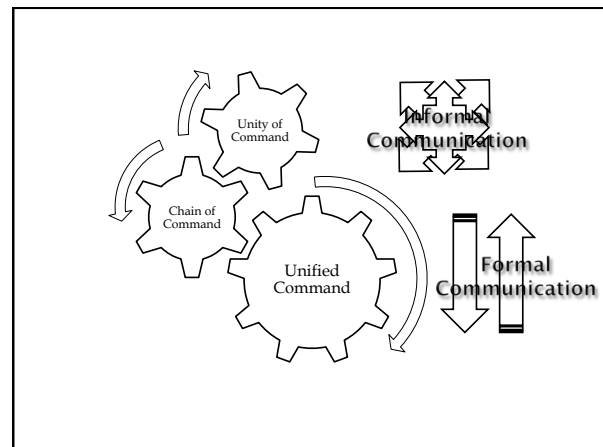 Unity of
Command
Chain of
Command
Unified
Command
Informal
Communication
Formal
Communication